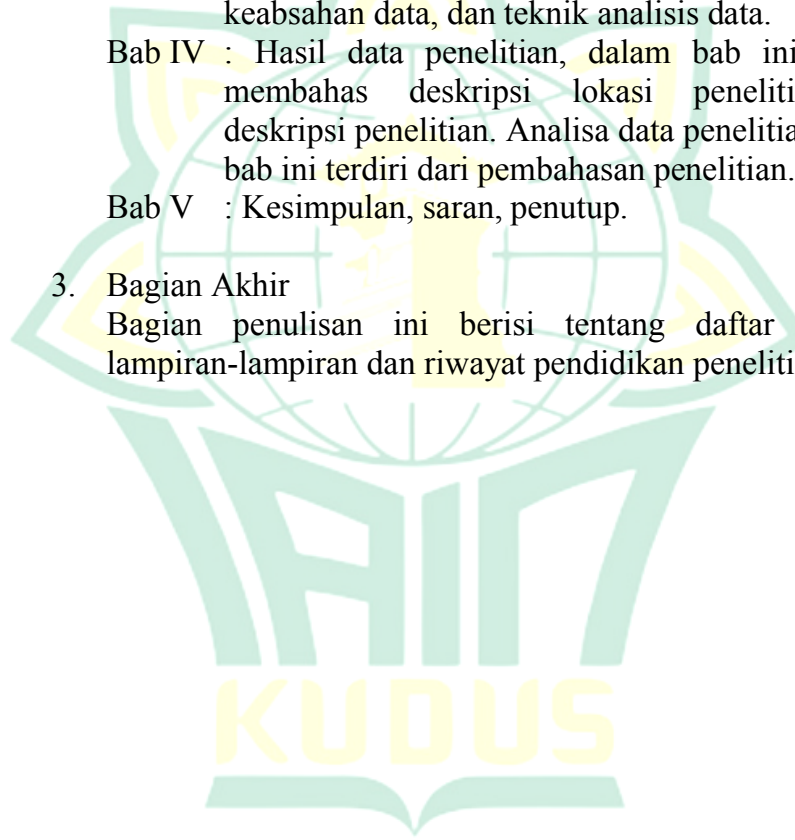 keabsahan data, dan teknik analisis data.
Bab IV : Hasil data penelitian, dalam bab ini
membahas deskripsi lokasi peneliti
deskripsi penelitian. Analisa data penelitia
bab ini terdiri dari pembahasan penelitian.
Bab V : Kesimpulan, saran, penutup.
3. Bagian Akhir
Bagian penulisan ini berisi tentang daftar
lampiran-lampiran dan riwayat pendidikan peneliti
IAIN
KUDUS